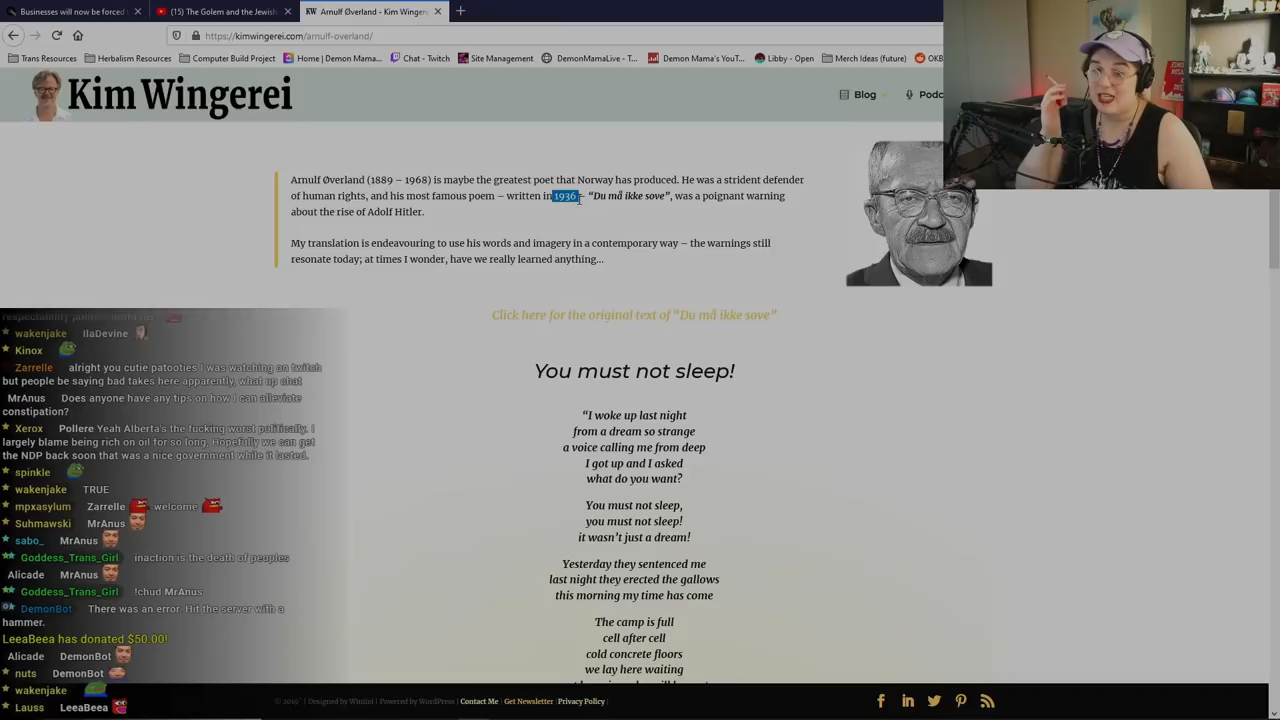 Businesses will now be forced t
(15) The Golem and the Jewish
KW Arnulf Øverland - Kim Winger
https://kimwingerei.com/arnulf-overland/
Trans Resources
Herbalism Resources
Computer Build Project
Home | Demon Mama...
Chat - Twitch
Site Management
DemonMamaLive - T...
Demon Mama's YouT...
Libby - Open
Merch Ideas (future)
OKB
Kim Wingerei
Blog
Podc
Arnulf Øverland (1889 – 1968) is maybe the greatest poet that Norway has produced. He was a strident defender
of human rights, and his most famous poem – written in 1936 – “Du må ikke sove”, was a poignant warning
about the rise of Adolf Hitler.
My translation is endeavouring to use his words and imagery in a contemporary way – the warnings still
resonate today; at times I wonder, have we really learned anything…
Click here for the original text of “Du må ikke sove”
You must not sleep!
“I woke up last night
from a dream so strange
a voice calling me from deep
I got up and I asked
what do you want?
You must not sleep,
you must not sleep!
it wasn’t just a dream!
Yesterday they sentenced me
last night they erected the gallows
this morning my time has come
The camp is full
cell after cell
cold concrete floors
we lay here waiting
wakenjake IlaDevine
Kinox
Zarrelle alright you cutie patooties I was watching on twitch
but people be saying bad takes here apparently, what up chat
MrAnus Does anyone have any tips on how I can alleviate
constipation?
Xerox Pollere Yeah Alberta's the fucking worst politically. I
largely blame being rich on oil for so long, Hopefully we can get
the NDP back soon that was a nice government while it lasted.
spinkle
wakenjake TRUE
mpxasylum Zarrelle welcome
Suhmawski MrAnus
sabo_ MrAnus
Goddess_Trans_Girl inaction is the death of peoples
Alicade MrAnus
Goddess_Trans_Girl !chud MrAnus
DemonBot There was an error. Hit the server with a
hammer.
LeeaBeea has donated $50.00!
Alicade DemonBot
nuts DemonBot
wakenjake
Lauss LeeaBeea
© 2019 | Designed by Winitel | Powered by WordPress | Contact Me | Get Newsletter | Privacy Policy |